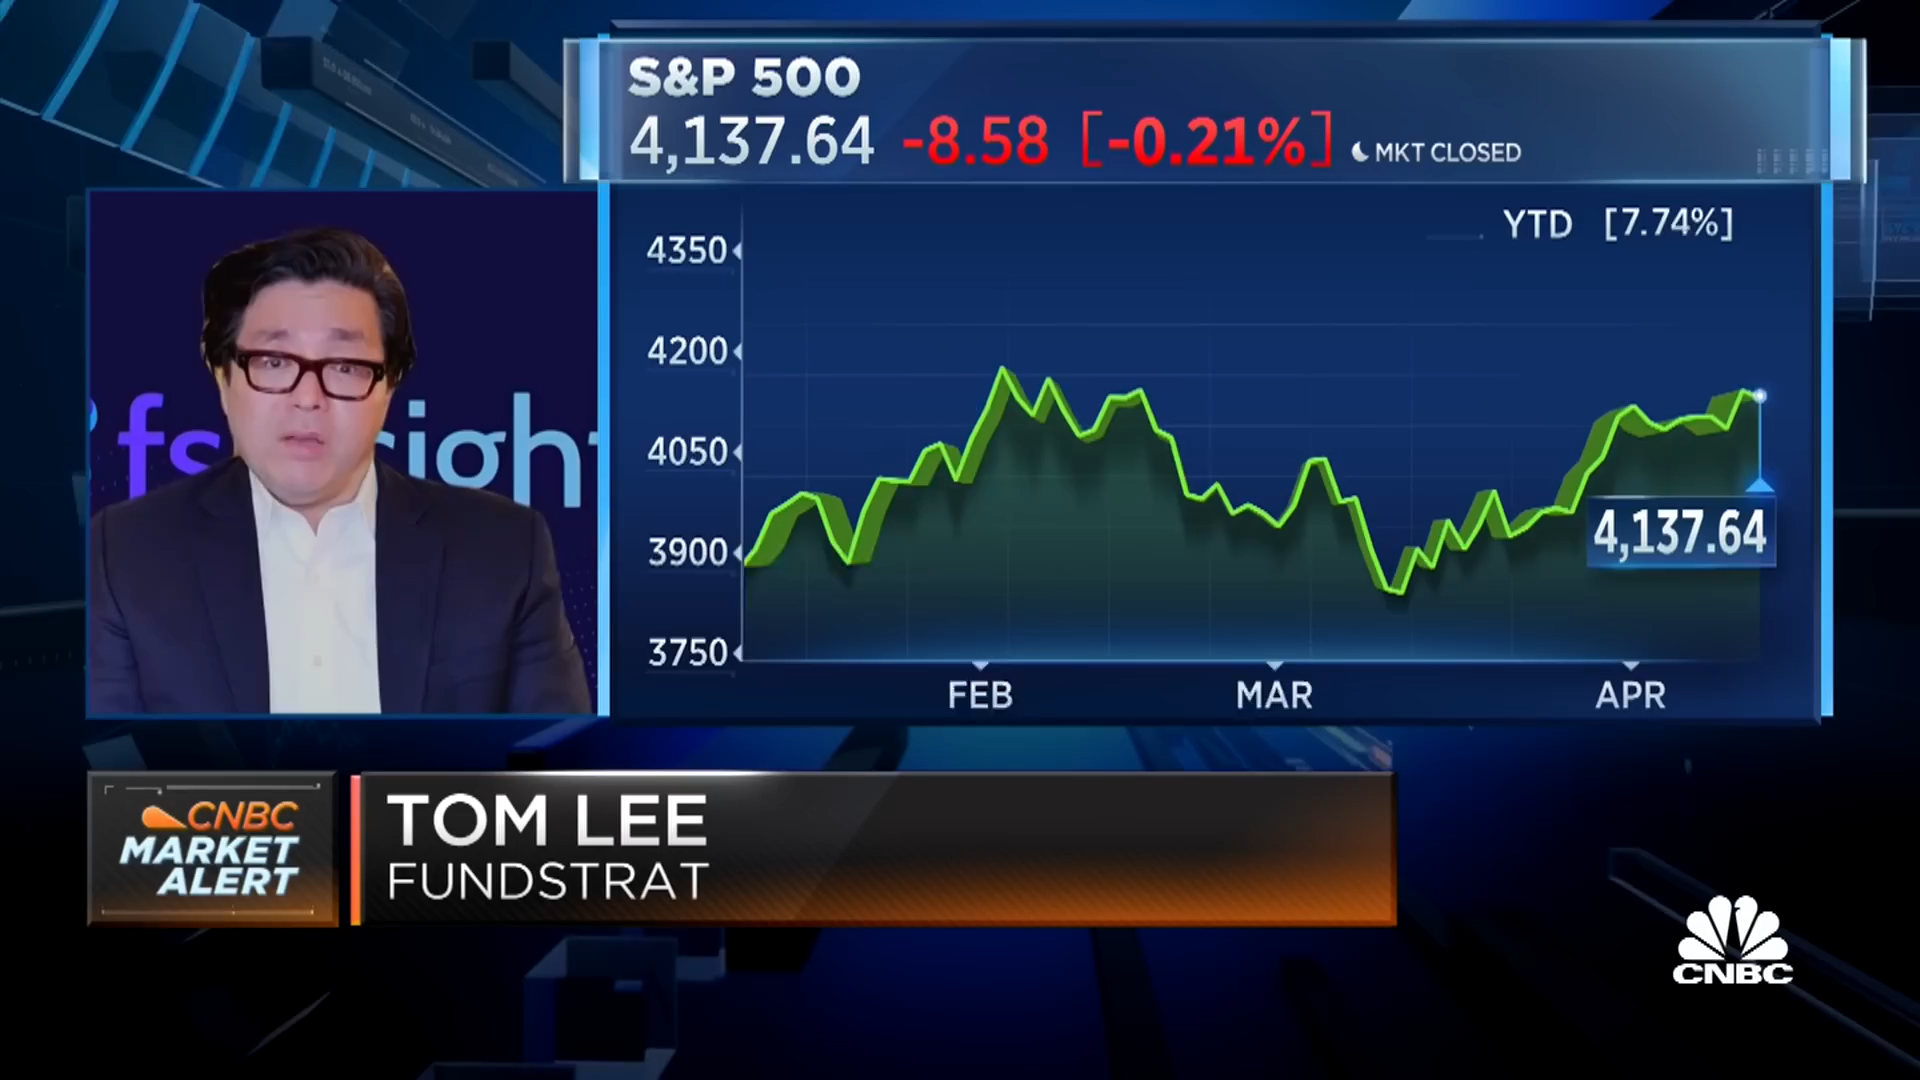 S&P 500
4,137.64 -8.58 [-0.21%] MKT CLOSED
YTD [7.74%]
4350
4200
4050
3900
3750
4,137.64
FEB MAR APR
CNBC
MARKET
ALERT
TOM LEE
FUNDSTRAT
CNBC